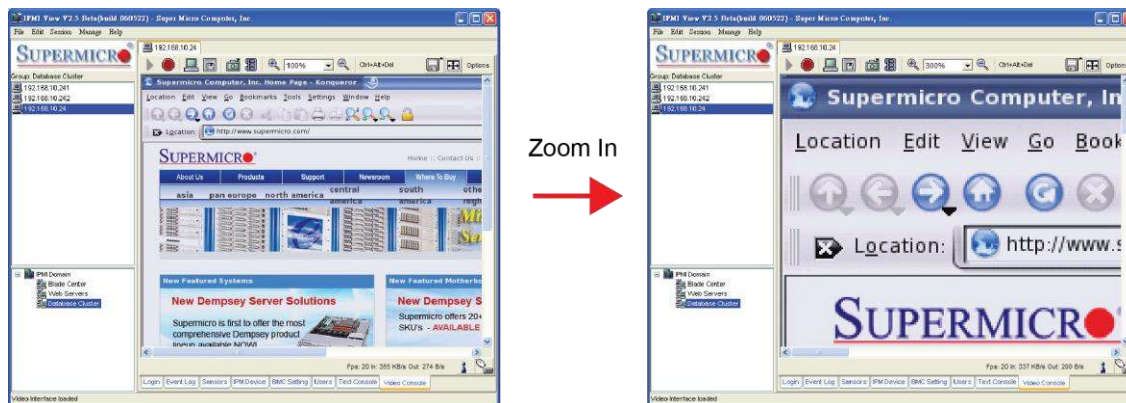 IPMI View V2.5 Beta(build 060522) - Super Micro Computer, Inc.
File Edit Session Manage Help
SUPERMICRO
192.168.10.24
100%
Ctrl+Alt+Del
Options
Group: Database Cluster
192.168.10.241
192.168.10.242
192.168.10.24
Supermicro Computer, Inc. Home Page - Konqueror
Location Edit View Go Bookmarks Tools Settings Window Help
Location: http://www.supermicro.com/
SUPERMICRO
Home :: Contact Us ::
About Us Products Support Newsroom Where To Buy
asia pan europe north america central america south america
New Featured Systems
New Featured Motherbo
New Dempsey Server Solutions
New Dempsey S
Supermicro is first to offer the most
comprehensive Dempsey product
lineup available NOW!
Supermicro offers 20+
SKU's - AVAILABLE
IPMI Domain
Blade Center
Web Servers
Database Cluster
Fps: 20 In: 355 KB/s Out: 274 B/s
Login Event Log Sensors IPM Device BMC Setting Users Text Console Video Console
Video Interface loaded
Zoom In
IPMI View V2.5 Beta(build 060522) - Super Micro Computer, Inc.
File Edit Session Manage Help
SUPERMICRO
192.168.10.24
300%
Ctrl+Alt+Del
Options
Group: Database Cluster
192.168.10.241
192.168.10.242
192.168.10.24
Supermicro Computer, In
Location Edit View Go Book
Location: http://www.s
SUPERMICRO
IPMI Domain
Blade Center
Web Servers
Database Cluster
Fps: 20 In: 337 KB/s Out: 200 B/s
Login Event Log Sensors IPM Device BMC Setting Users Text Console Video Console
Video Interface loaded